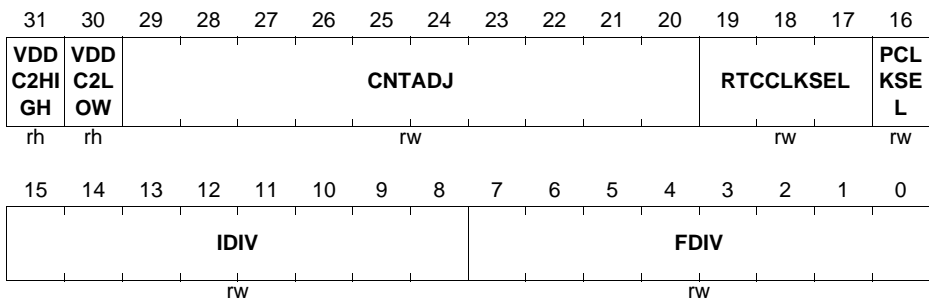 31 30 29 28 27 26 25 24 23 22 21 20 19 18 17 16
VDD VDD PCL
C2HI C2L CNTADJ RTCCLKSEL KSE
GH OW L
rh rh rw rw rw
15 14 13 12 11 10 9 8 7 6 5 4 3 2 1 0
IDIV FDIV
rw rw